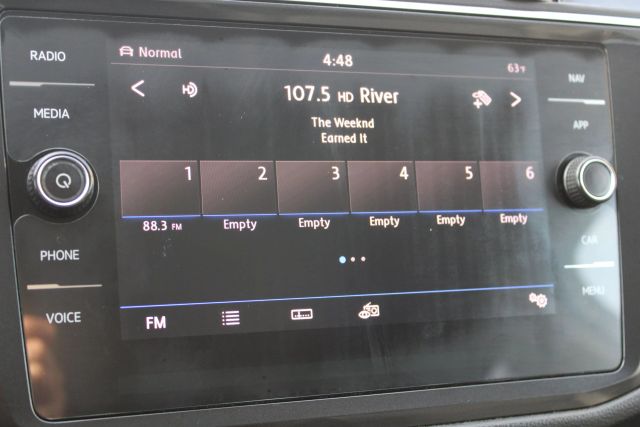 RADIO
MEDIA
PHONE
VOICE
Normal
4:48
63°F
107.5 HD River
The Weeknd
Earned It
1 2 3 4 5 6
88.3 FM Empty Empty Empty Empty Empty
FM
NAV
APP
CAR
MENU